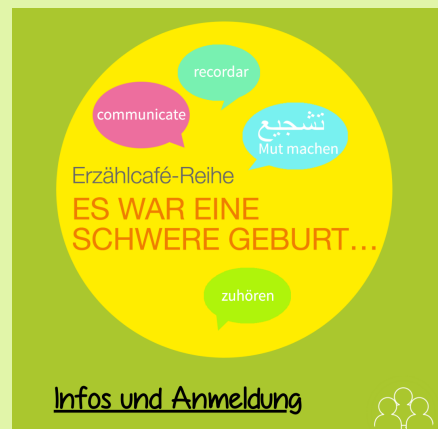 recordar
communicate
تشجيع
Mut machen
Erzählcafé-Reihe
ES WAR EINE
SCHWERE GEBURT...
zuhören
Infos und Anmeldung